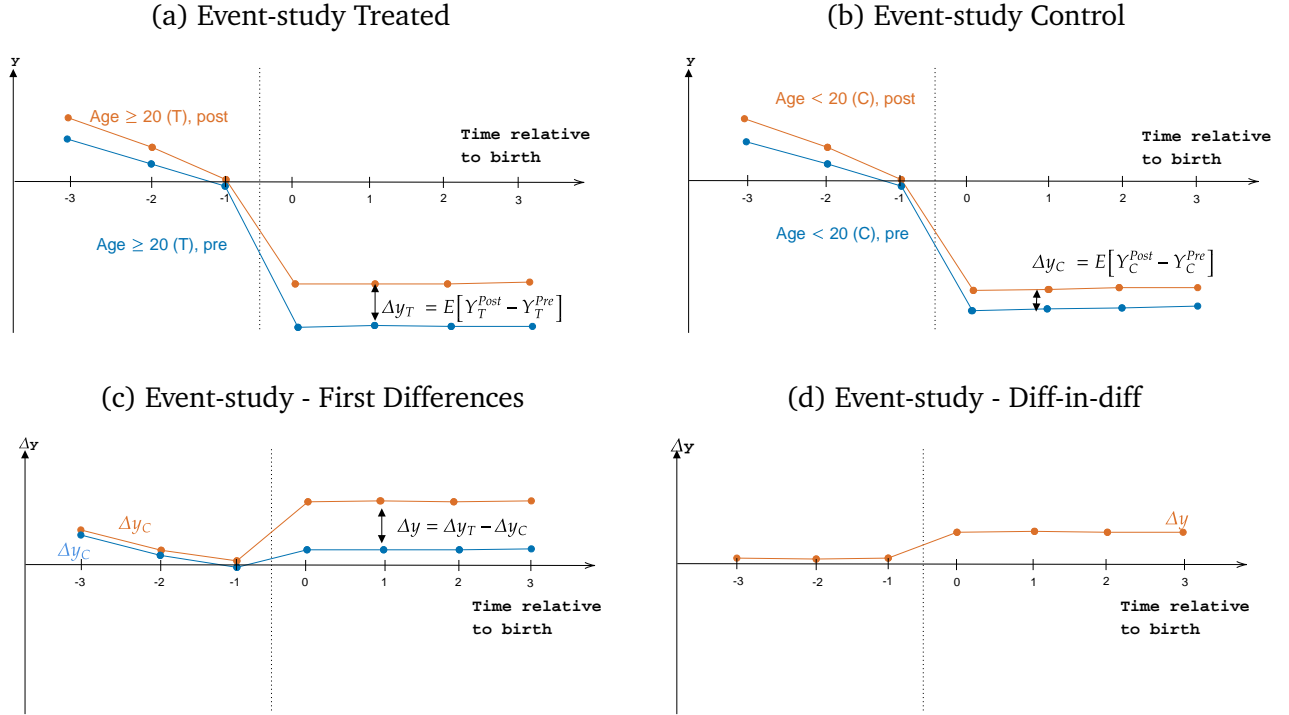 (a) Event-study Treated
y
Age ≥ 20 (T), post
Time relative
to birth
-3 -2 -1 0 1 2 3
Age ≥ 20 (T), pre
Δy_T = E[Y_T^Post − Y_T^Pre]
(b) Event-study Control
y
Age < 20 (C), post
Time relative
to birth
-3 -2 -1 0 1 2 3
Age < 20 (C), pre
Δy_C = E[Y_C^Post − Y_C^Pre]
(c) Event-study - First Differences
Δy
Δy_C
Δy = Δy_T − Δy_C
Δy_C
-3 -2 -1 0 1 2 3
Time relative
to birth
(d) Event-study - Diff-in-diff
Δy
Δy
-3 -2 -1 0 1 2 3
Time relative
to birth